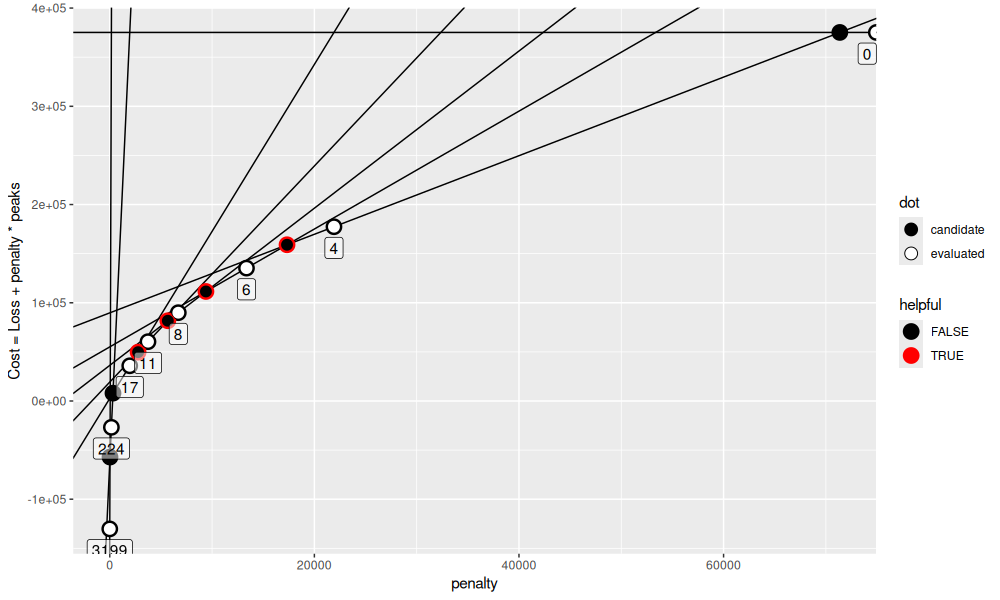 4e+05
3e+05
2e+05
1e+05
0e+00
-1e+05
Cost = Loss + penalty * peaks
0
4
6
8
11
17
224
3199
0
20000
40000
60000
penalty
dot
candidate
evaluated
helpful
FALSE
TRUE